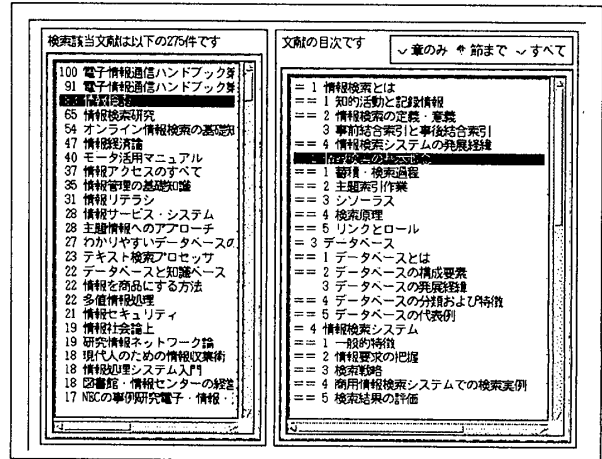 検索該当文献は以下の275件です
100 電子情報通信ハンドブック第
91 電子情報通信ハンドブック第
83 情報検索
65 情報検索研究
54 オンライン情報検索の基礎知
47 情報経済論
40 モータ活用マニュアル
37 情報アクセスのすべて
35 情報管理の基礎知識
31 情報リテラシ
28 情報サービス・システム
28 主題情報へのアプローチ
27 わかりやすいデータベースの
23 テキスト検索プロセッサ
22 データベースと知識ベース
22 情報を商品にする方法
22 多値情報処理
21 情報セキュリティ
19 情報社会論上
19 研究情報ネットワーク論
18 現代人のための情報収集術
18 情報処理システム入門
18 図書館・情報センターの経営
17 NECの事例研究電子・情報・
文献の目次です
章のみ 節まで すべて
= 1 情報検索とは
== 1 知的活動と記録情報
== 2 情報検索の定義・意義
3 事前結合索引と事後結合索引
== 4 情報検索システムの発展経緯
= 2
== 1 蓄積・検索過程
== 2 主題索引作業
== 3 シソーラス
== 4 検索原理
== 5 リンクとロール
= 3 データベース
== 1 データベースとは
== 2 データベースの構成要素
3 データベースの発展経緯
== 4 データベースの分類および特徴
== 5 データベースの代表例
= 4 情報検索システム
== 1 一般的特徴
== 2 情報要求の把握
== 3 検索戦略
== 4 商用情報検索システムでの検索実例
== 5 検索結果の評価